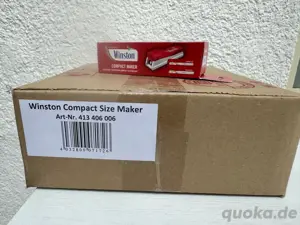 Winston
COMPACT MAKER
Winston Compact Size Maker
Art-Nr. 413 406 006
quoka.de